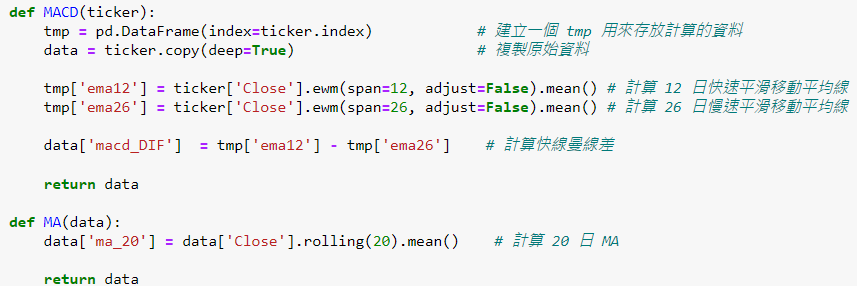 def MACD(ticker):
    tmp = pd.DataFrame(index=ticker.index)            # 建立一個 tmp 用來存放計算的資料
    data = ticker.copy(deep=True)                     # 複製原始資料
    tmp['ema12'] = ticker['Close'].ewm(span=12, adjust=False).mean() # 計算 12 日快速平滑移動平均線
    tmp['ema26'] = ticker['Close'].ewm(span=26, adjust=False).mean() # 計算 26 日慢速平滑移動平均線
    data['macd_DIF']  = tmp['ema12'] - tmp['ema26']    # 計算快線曼線差
    return data
def MA(data):
    data['ma_20'] = data['Close'].rolling(20).mean()    # 計算 20 日 MA
    return data